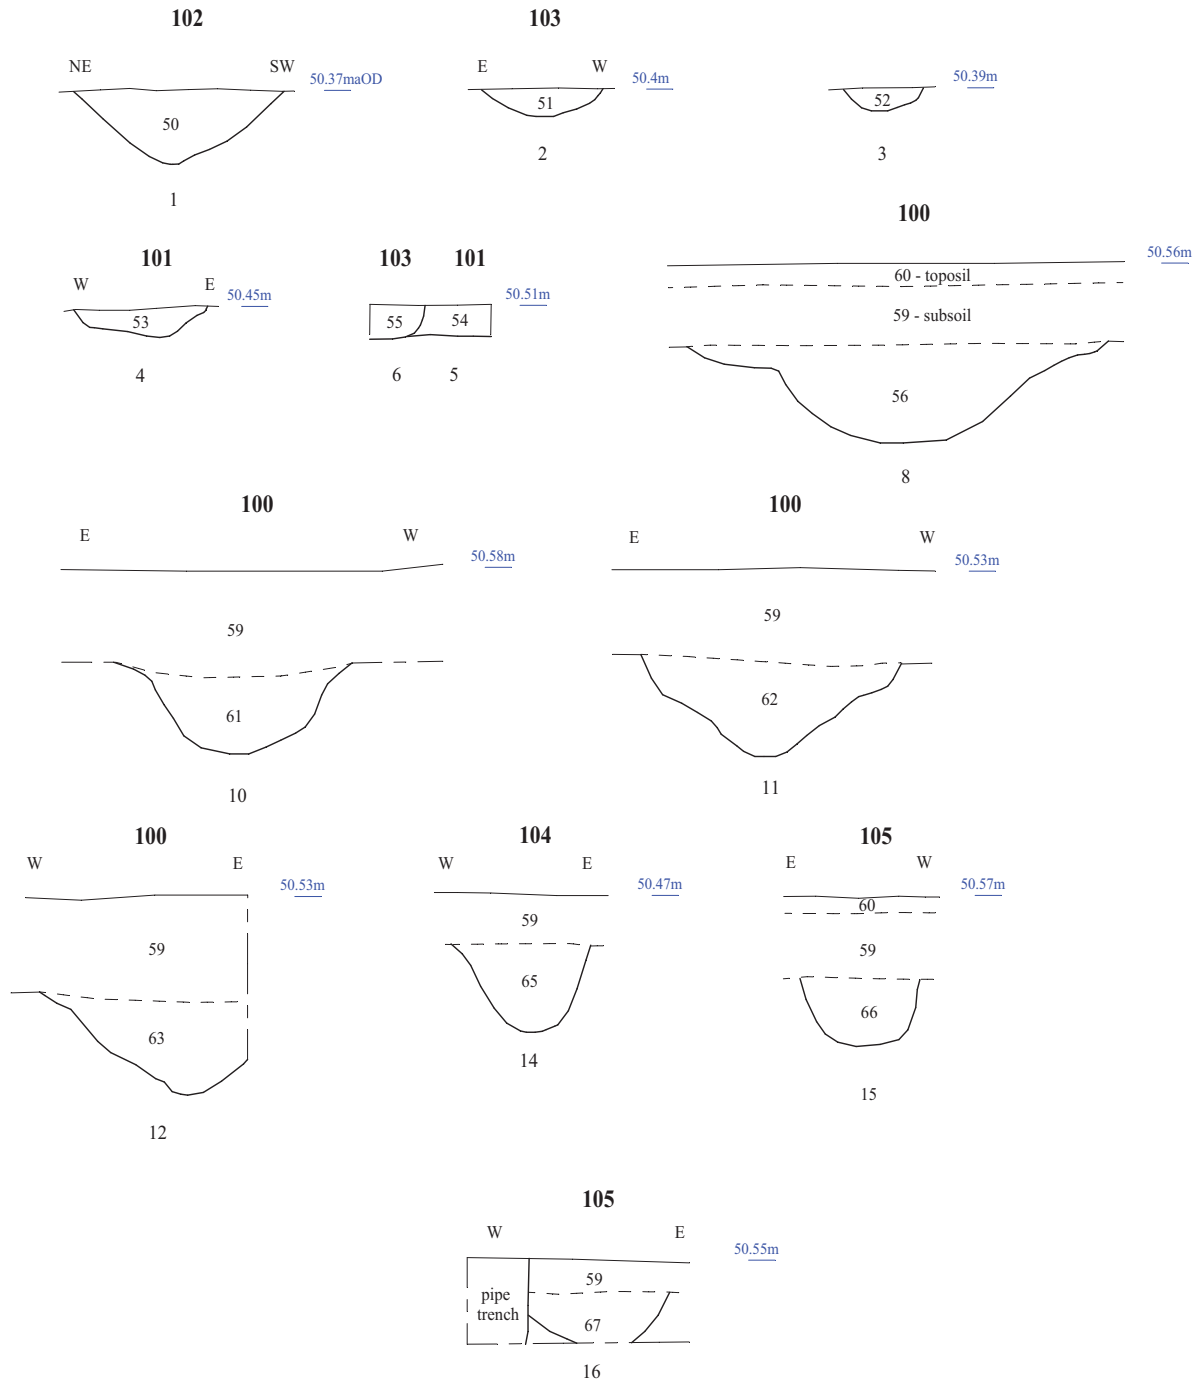 102
103
NE
SW
50.37maOD
E
W
50.4m
50.39m
50
51
52
1
2
3
100
101
103
101
W
E
50.45m
50.51m
50.56m
60 - toposil
59 - subsoil
53
55
54
4
6
5
56
8
100
100
E
W
50.58m
E
W
50.53m
59
59
61
62
10
11
100
104
105
W
E
50.53m
W
E
50.47m
E
W
50.57m
60
59
59
59
65
66
63
14
15
12
105
W
E
50.55m
59
pipe
trench
67
16